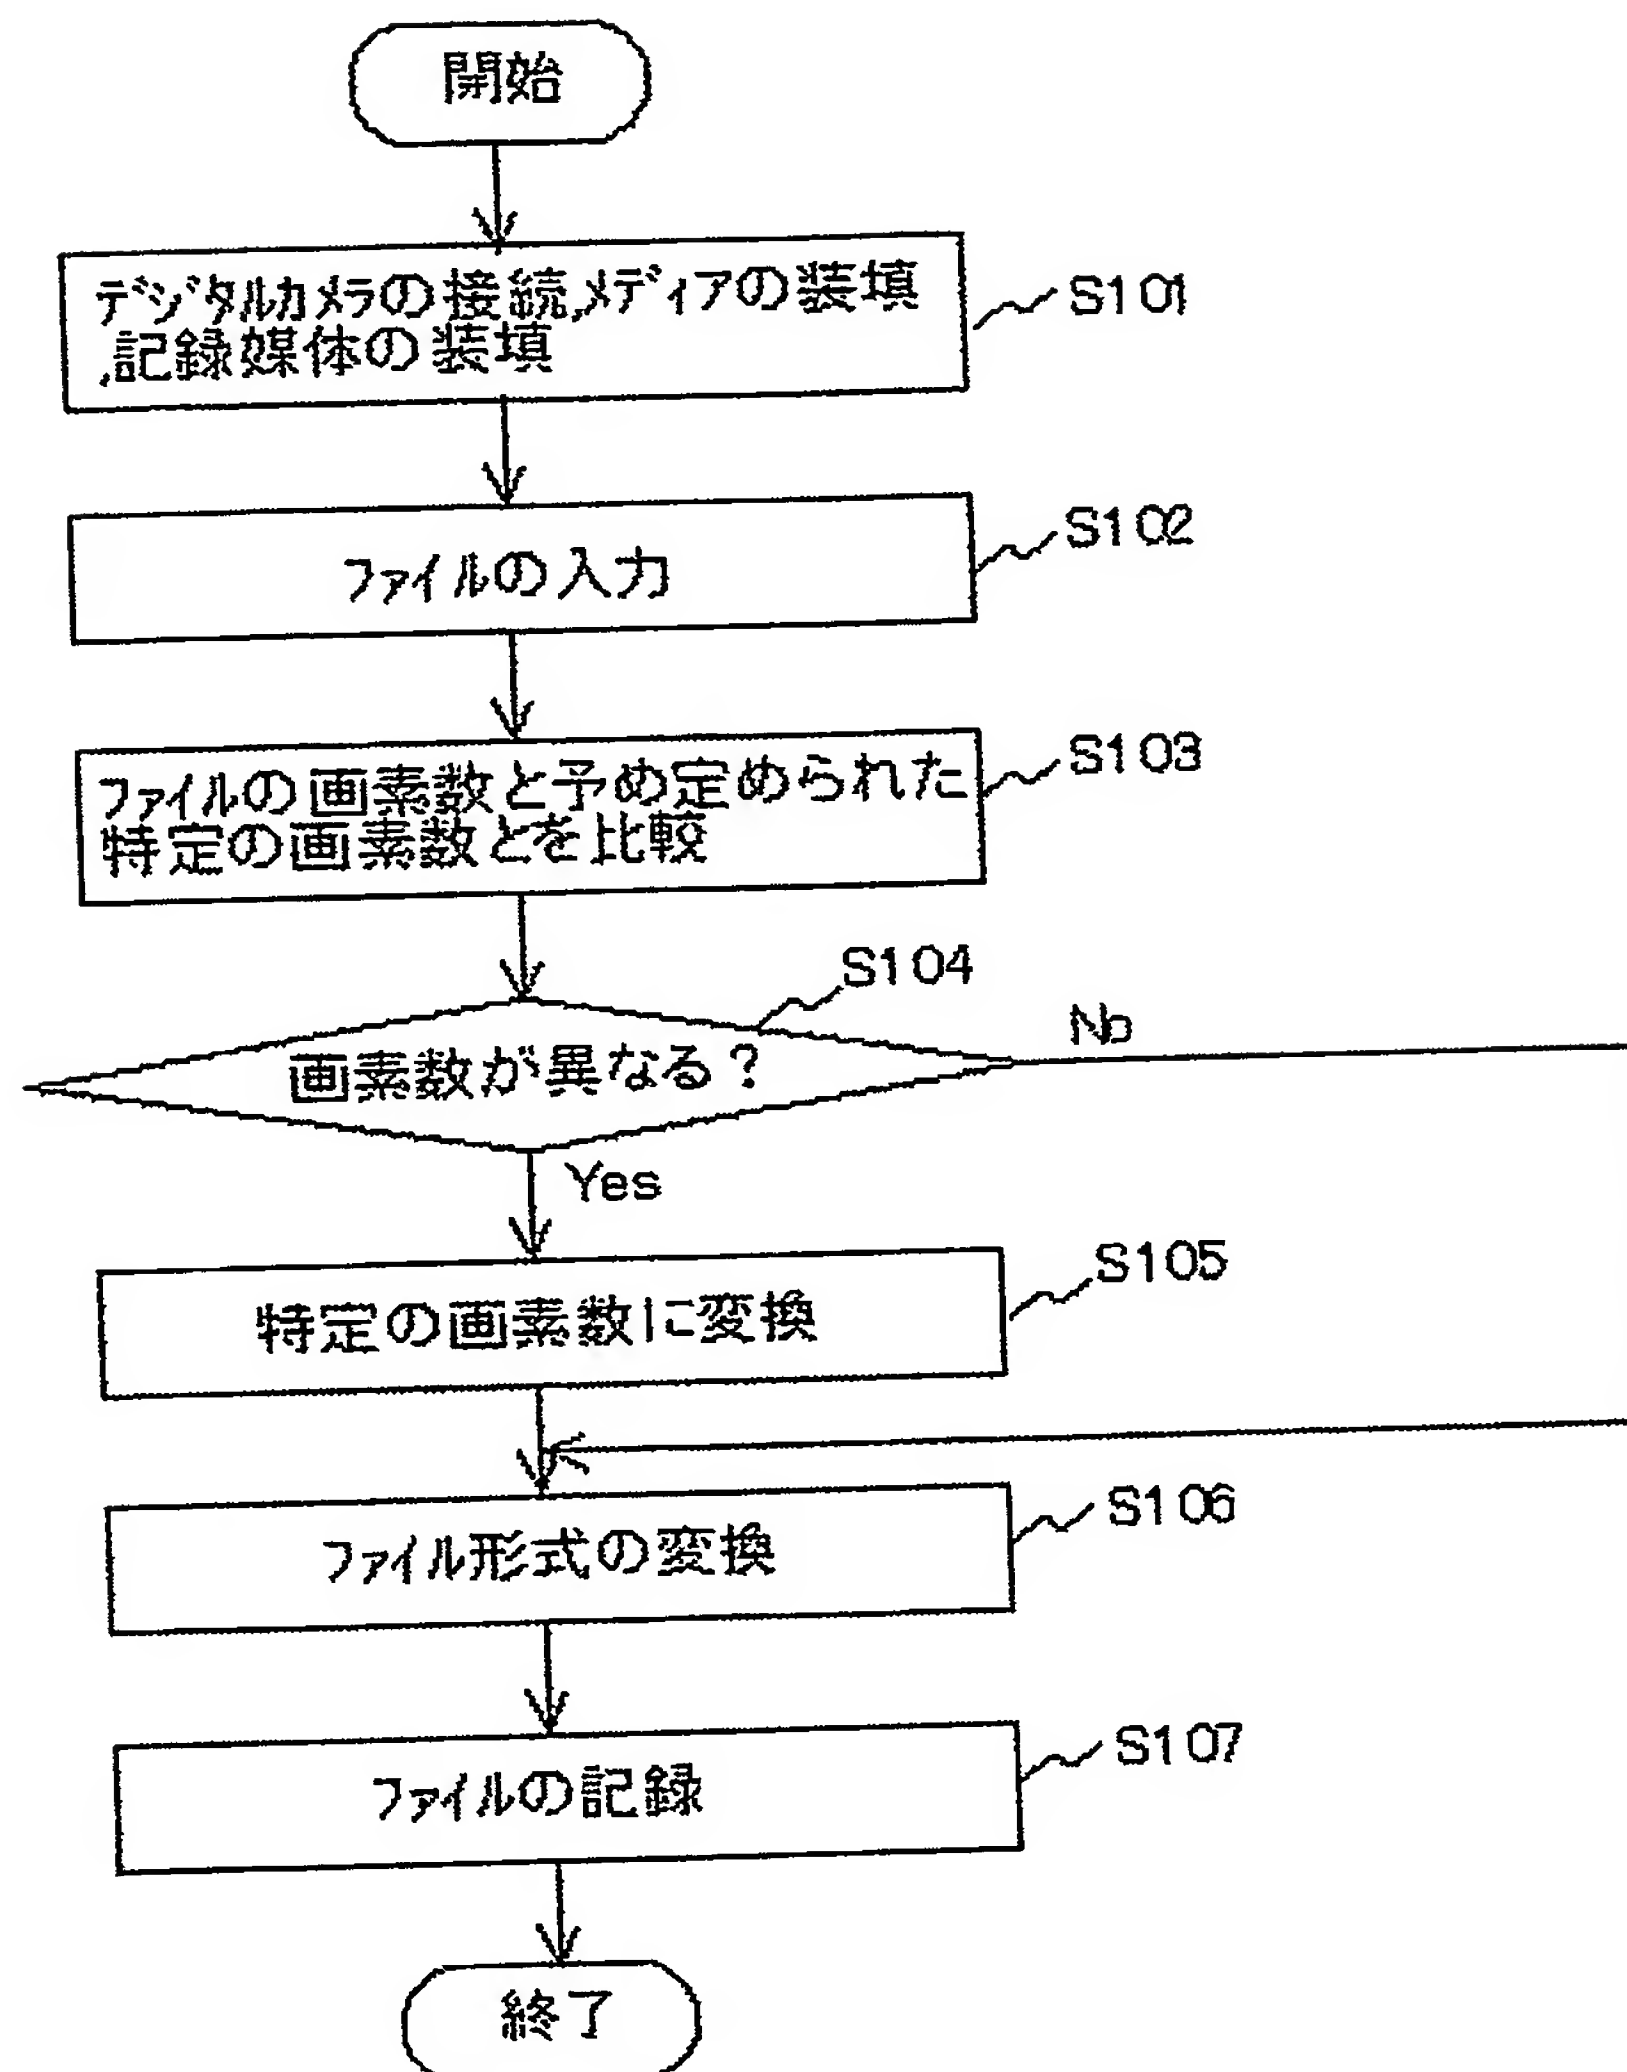 開始
デジタルカメラの接続,メディアの装填
,記録媒体の装填
S101
ファイルの入力
S102
ファイルの画素数と予め定められた
特定の画素数とを比較
S103
S104
画素数が異なる?
No
Yes
特定の画素数に変換
S105
ファイル形式の変換
S106
ファイルの記録
S107
終了